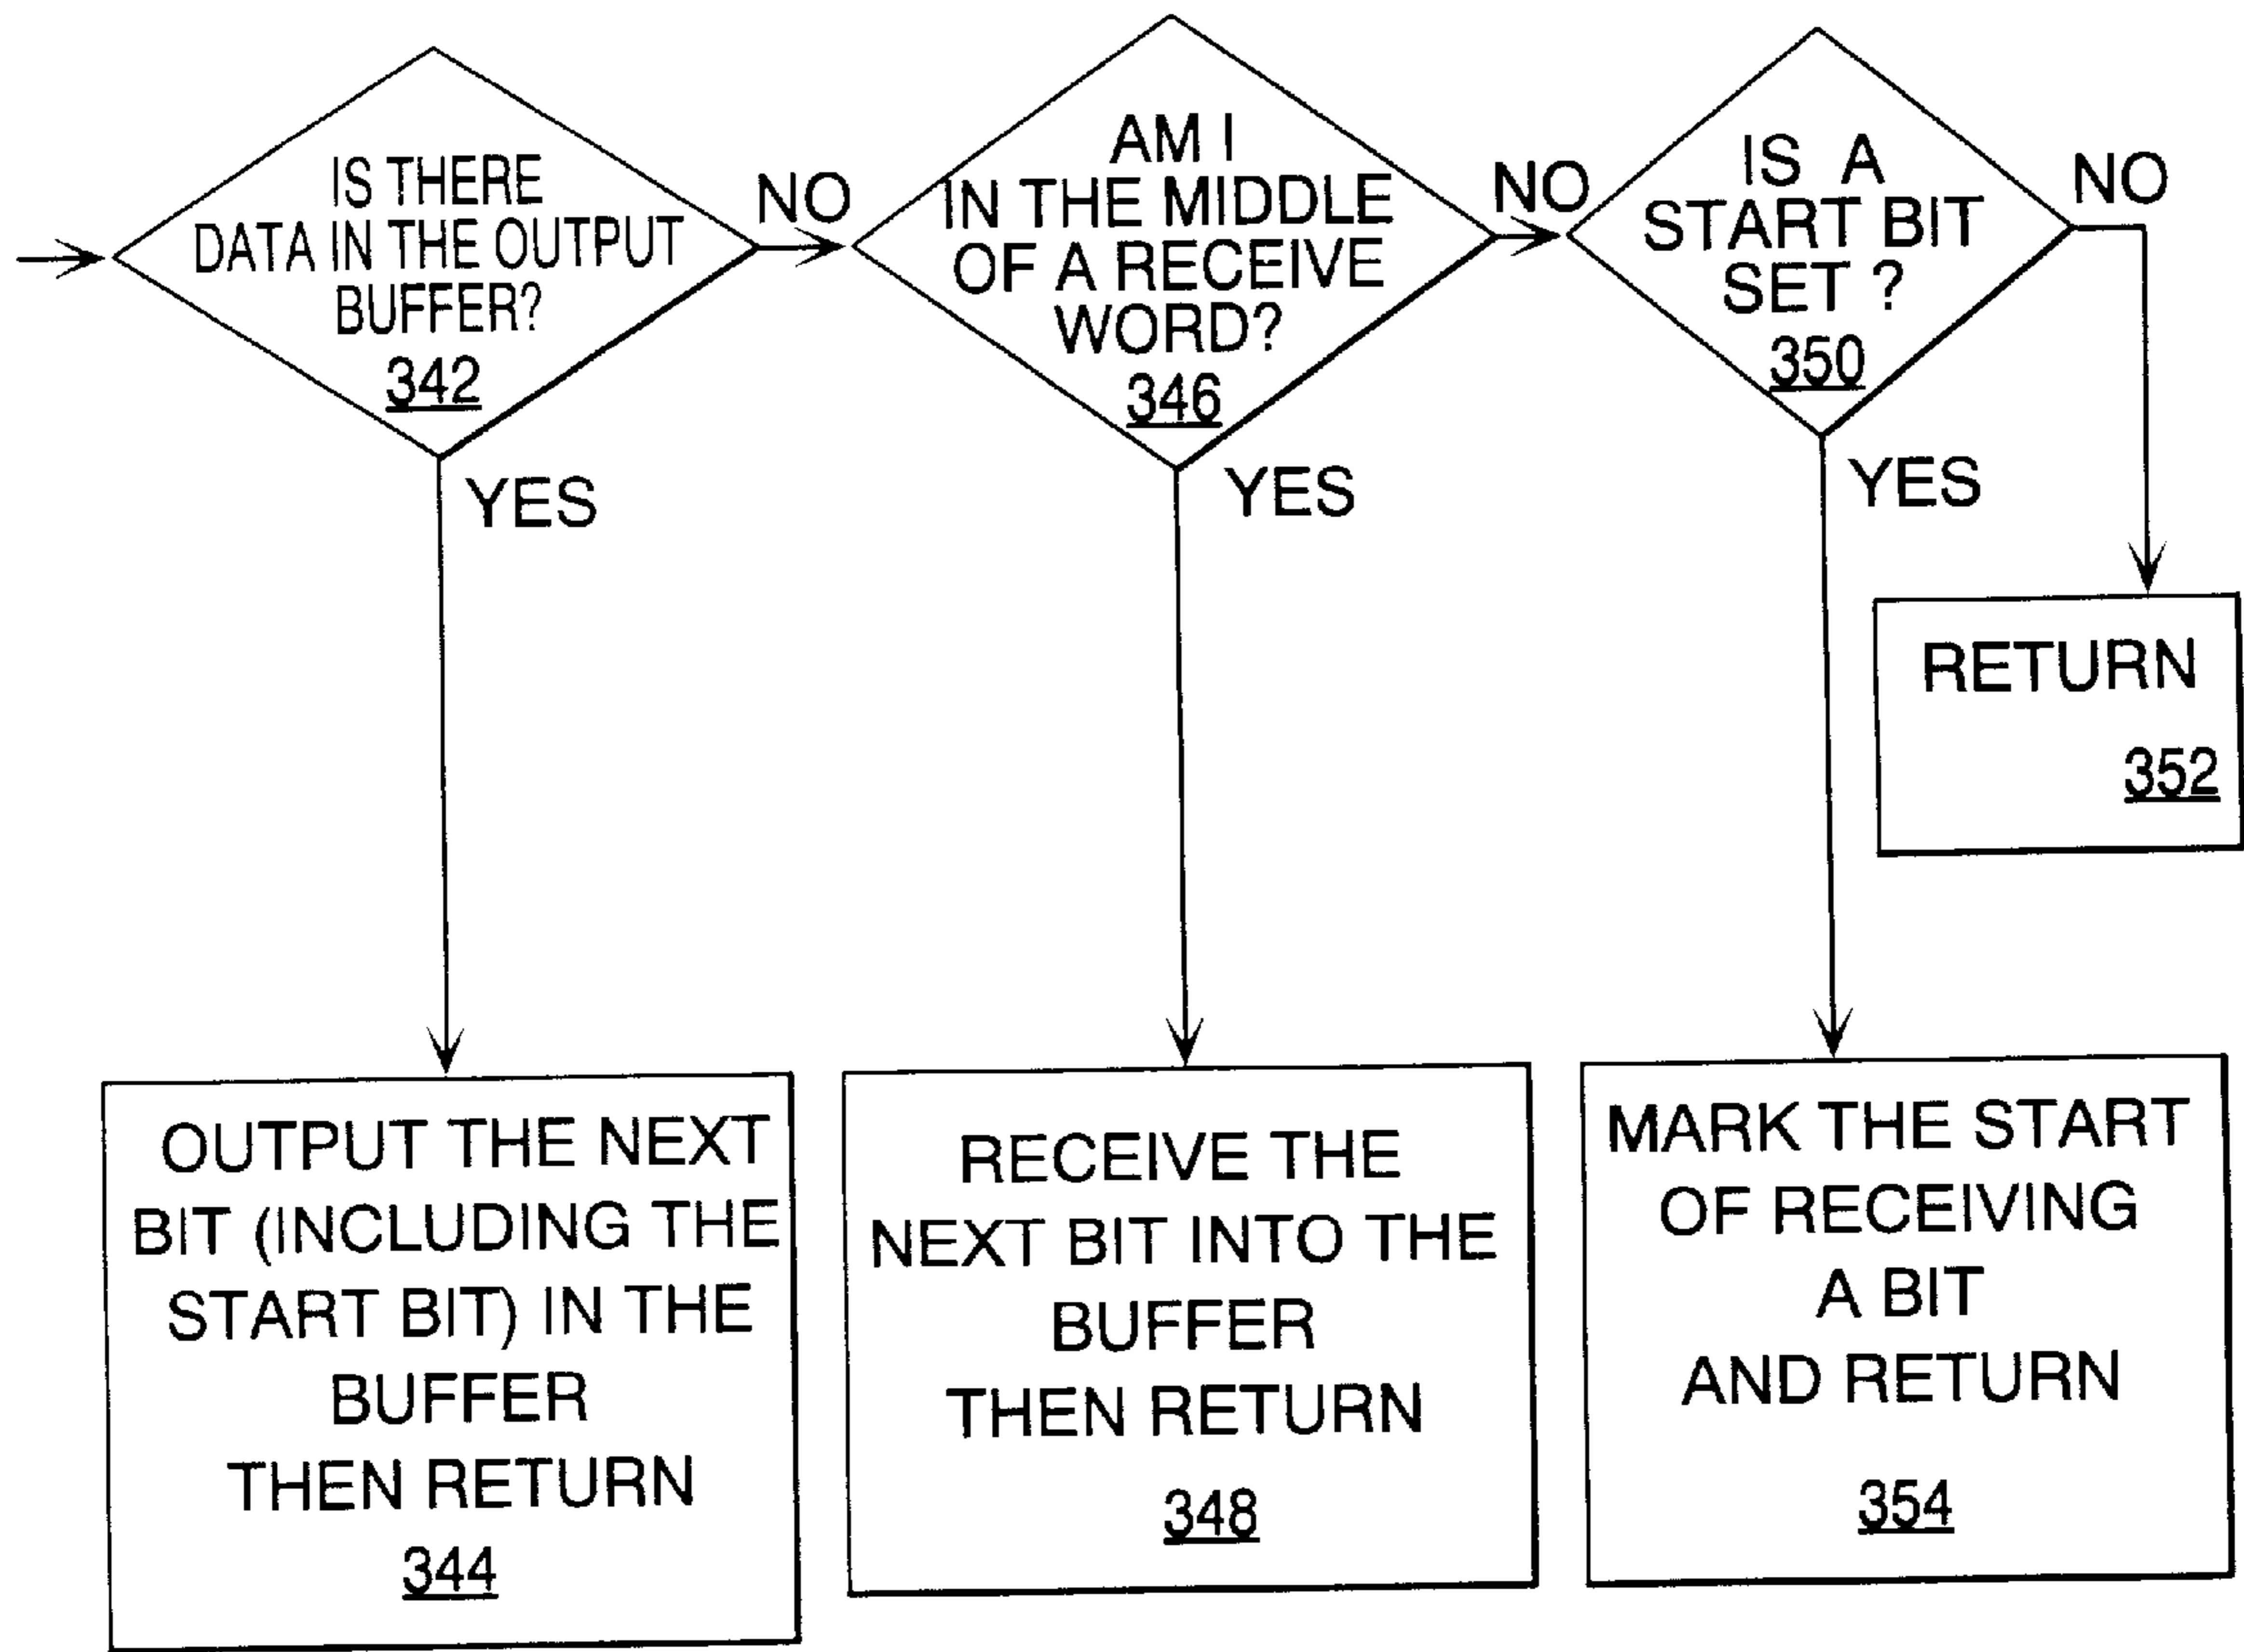 IS THERE
DATA IN THE OUTPUT
BUFFER?
342
NO
YES
AM I
IN THE MIDDLE
OF A RECEIVE
WORD?
346
NO
YES
IS A
START BIT
SET ?
350
NO
YES
RETURN
352
OUTPUT THE NEXT
BIT (INCLUDING THE
START BIT) IN THE
BUFFER
THEN RETURN
344
RECEIVE THE
NEXT BIT INTO THE
BUFFER
THEN RETURN
348
MARK THE START
OF RECEIVING
A BIT
AND RETURN
354